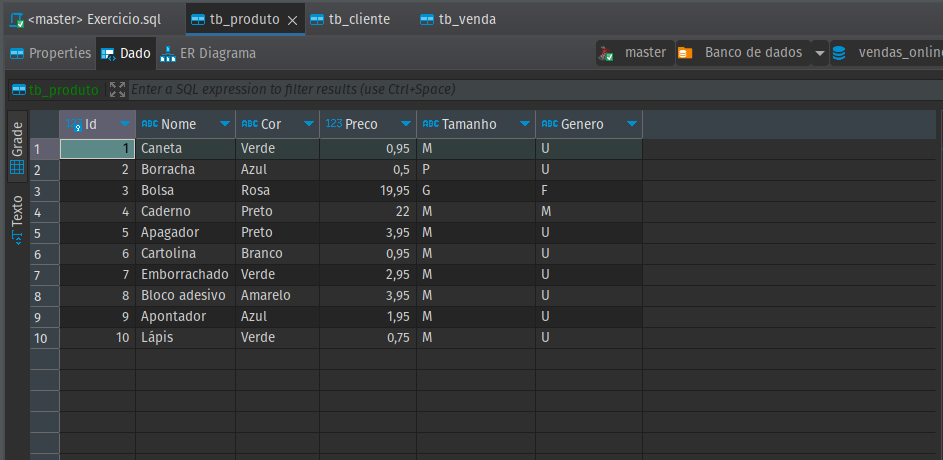 <master> Exercicio.sql tb_produto tb_cliente tb_venda
Properties Dado ER Diagrama master Banco de dados vendas_online
tb_produto Enter a SQL expression to filter results (use Ctrl+Space)
Grade
Texto
123 Id ABC Nome ABC Cor 123 Preco ABC Tamanho ABC Genero
1 1 Caneta Verde 0,95 M U
2 2 Borracha Azul 0,5 P U
3 3 Bolsa Rosa 19,95 G F
4 4 Caderno Preto 22 M M
5 5 Apagador Preto 3,95 M U
6 6 Cartolina Branco 0,95 M U
7 7 Emborrachado Verde 2,95 M U
8 8 Bloco adesivo Amarelo 3,95 M U
9 9 Apontador Azul 1,95 M U
10 10 Lápis Verde 0,75 M U